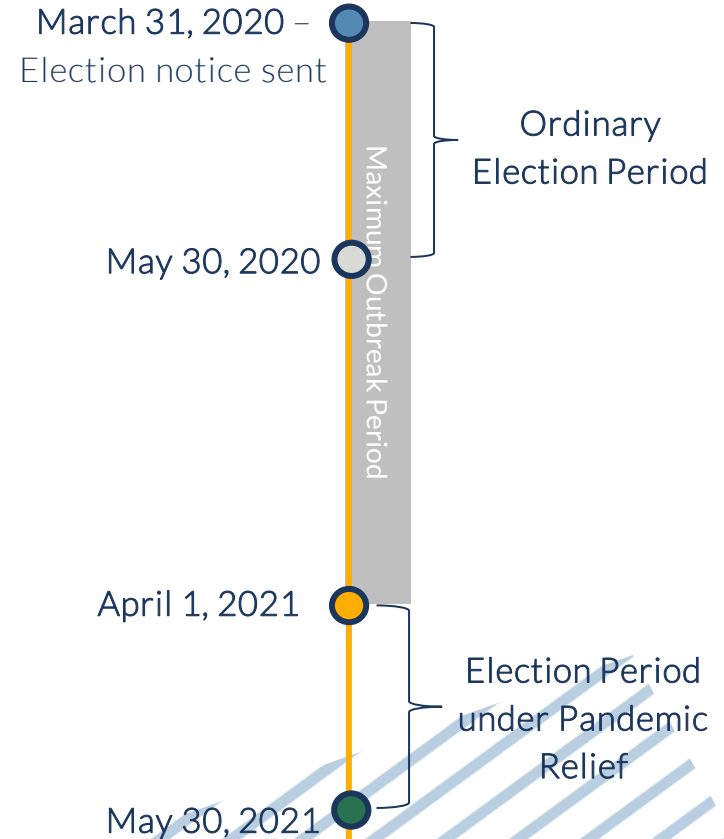 March 31, 2020 –
Election notice sent
Ordinary
Election Period
Maximum Outbreak Period
May 30, 2020
April 1, 2021
Election Period
under Pandemic
Relief
May 30, 2021